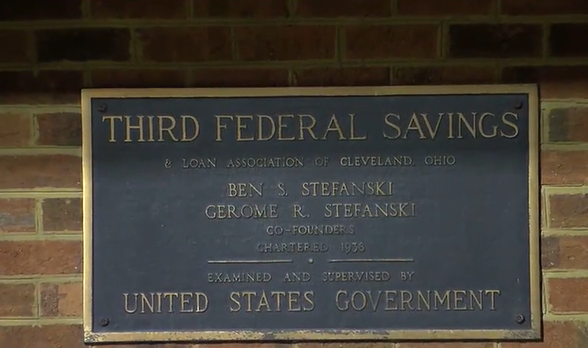 THIRD FEDERAL SAVINGS
& LOAN ASSOCIATION OF CLEVELAND, OHIO
BEN S. STEFANSKI
GEROME R. STEFANSKI
CO-FOUNDERS
CHARTERED 1938
EXAMINED AND SUPERVISED BY
UNITED STATES GOVERNMENT